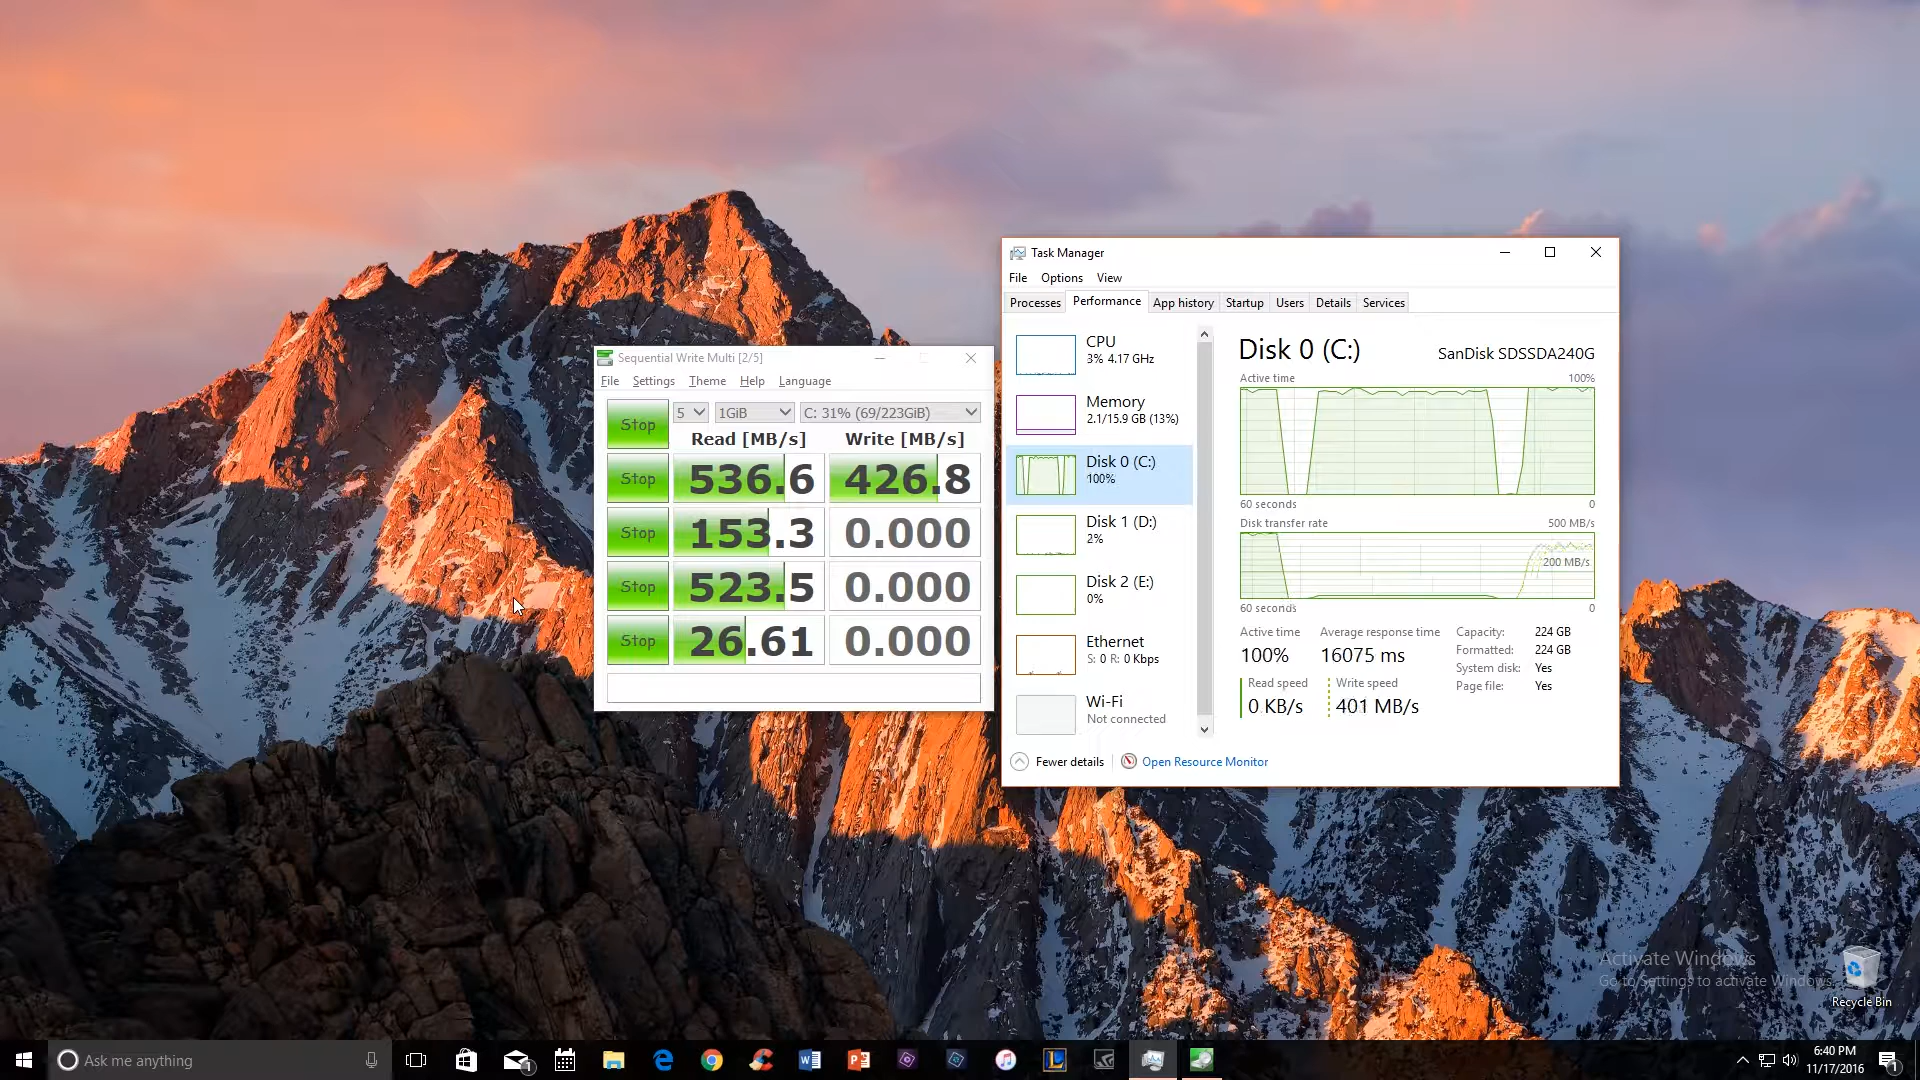 Sequential Write Multi [2/5]
File Settings Theme Help Language
Stop 5 1GiB C: 31% (69/223GiB)
Read [MB/s] Write [MB/s]
Stop 536.6 426.8
Stop 153.3 0.000
Stop 523.5 0.000
Stop 26.61 0.000
Task Manager
File Options View
Processes Performance App history Startup Users Details Services
CPU
3% 4.17 GHz
Memory
2.1/15.9 GB (13%)
Disk 0 (C:)
100%
Disk 1 (D:)
2%
Disk 2 (E:)
0%
Ethernet
S: 0 R: 0 Kbps
Wi-Fi
Not connected
Disk 0 (C:) SanDisk SDSSDA240G
Active time 100%
60 seconds 0
Disk transfer rate 500 MB/s
200 MB/s
60 seconds 0
Active time Average response time
100% 16075 ms
Read speed Write speed
0 KB/s 401 MB/s
Capacity: 224 GB
Formatted: 224 GB
System disk: Yes
Page file: Yes
Fewer details Open Resource Monitor
Activate Windows
Go to Settings to activate Windows.
Recycle Bin
Ask me anything
1
6:40 PM
11/17/2016
1